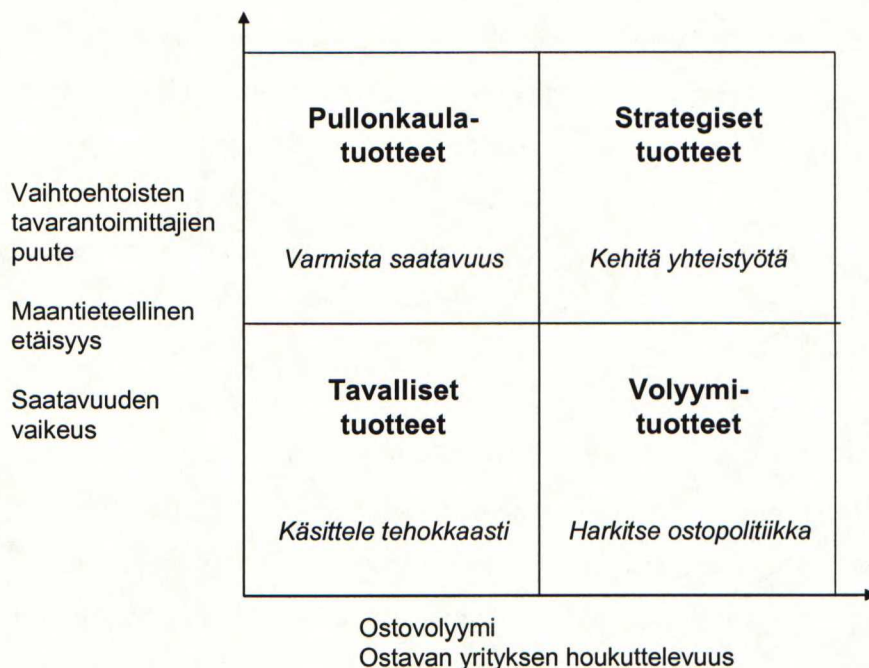 Pullonkaula-
tuotteet
Strategiset
tuotteet
Vaihtoehtoisten
tavarantoimittajien
puute
Varmista saatavuus
Kehitä yhteistyötä
Maantieteellinen
etäisyys
Saatavuuden
vaikeus
Tavalliset
tuotteet
Volyymi-
tuotteet
Käsittele tehokkaasti
Harkitse ostopolitiikka
Ostovolyymi
Ostavan yrityksen houkuttelevuus